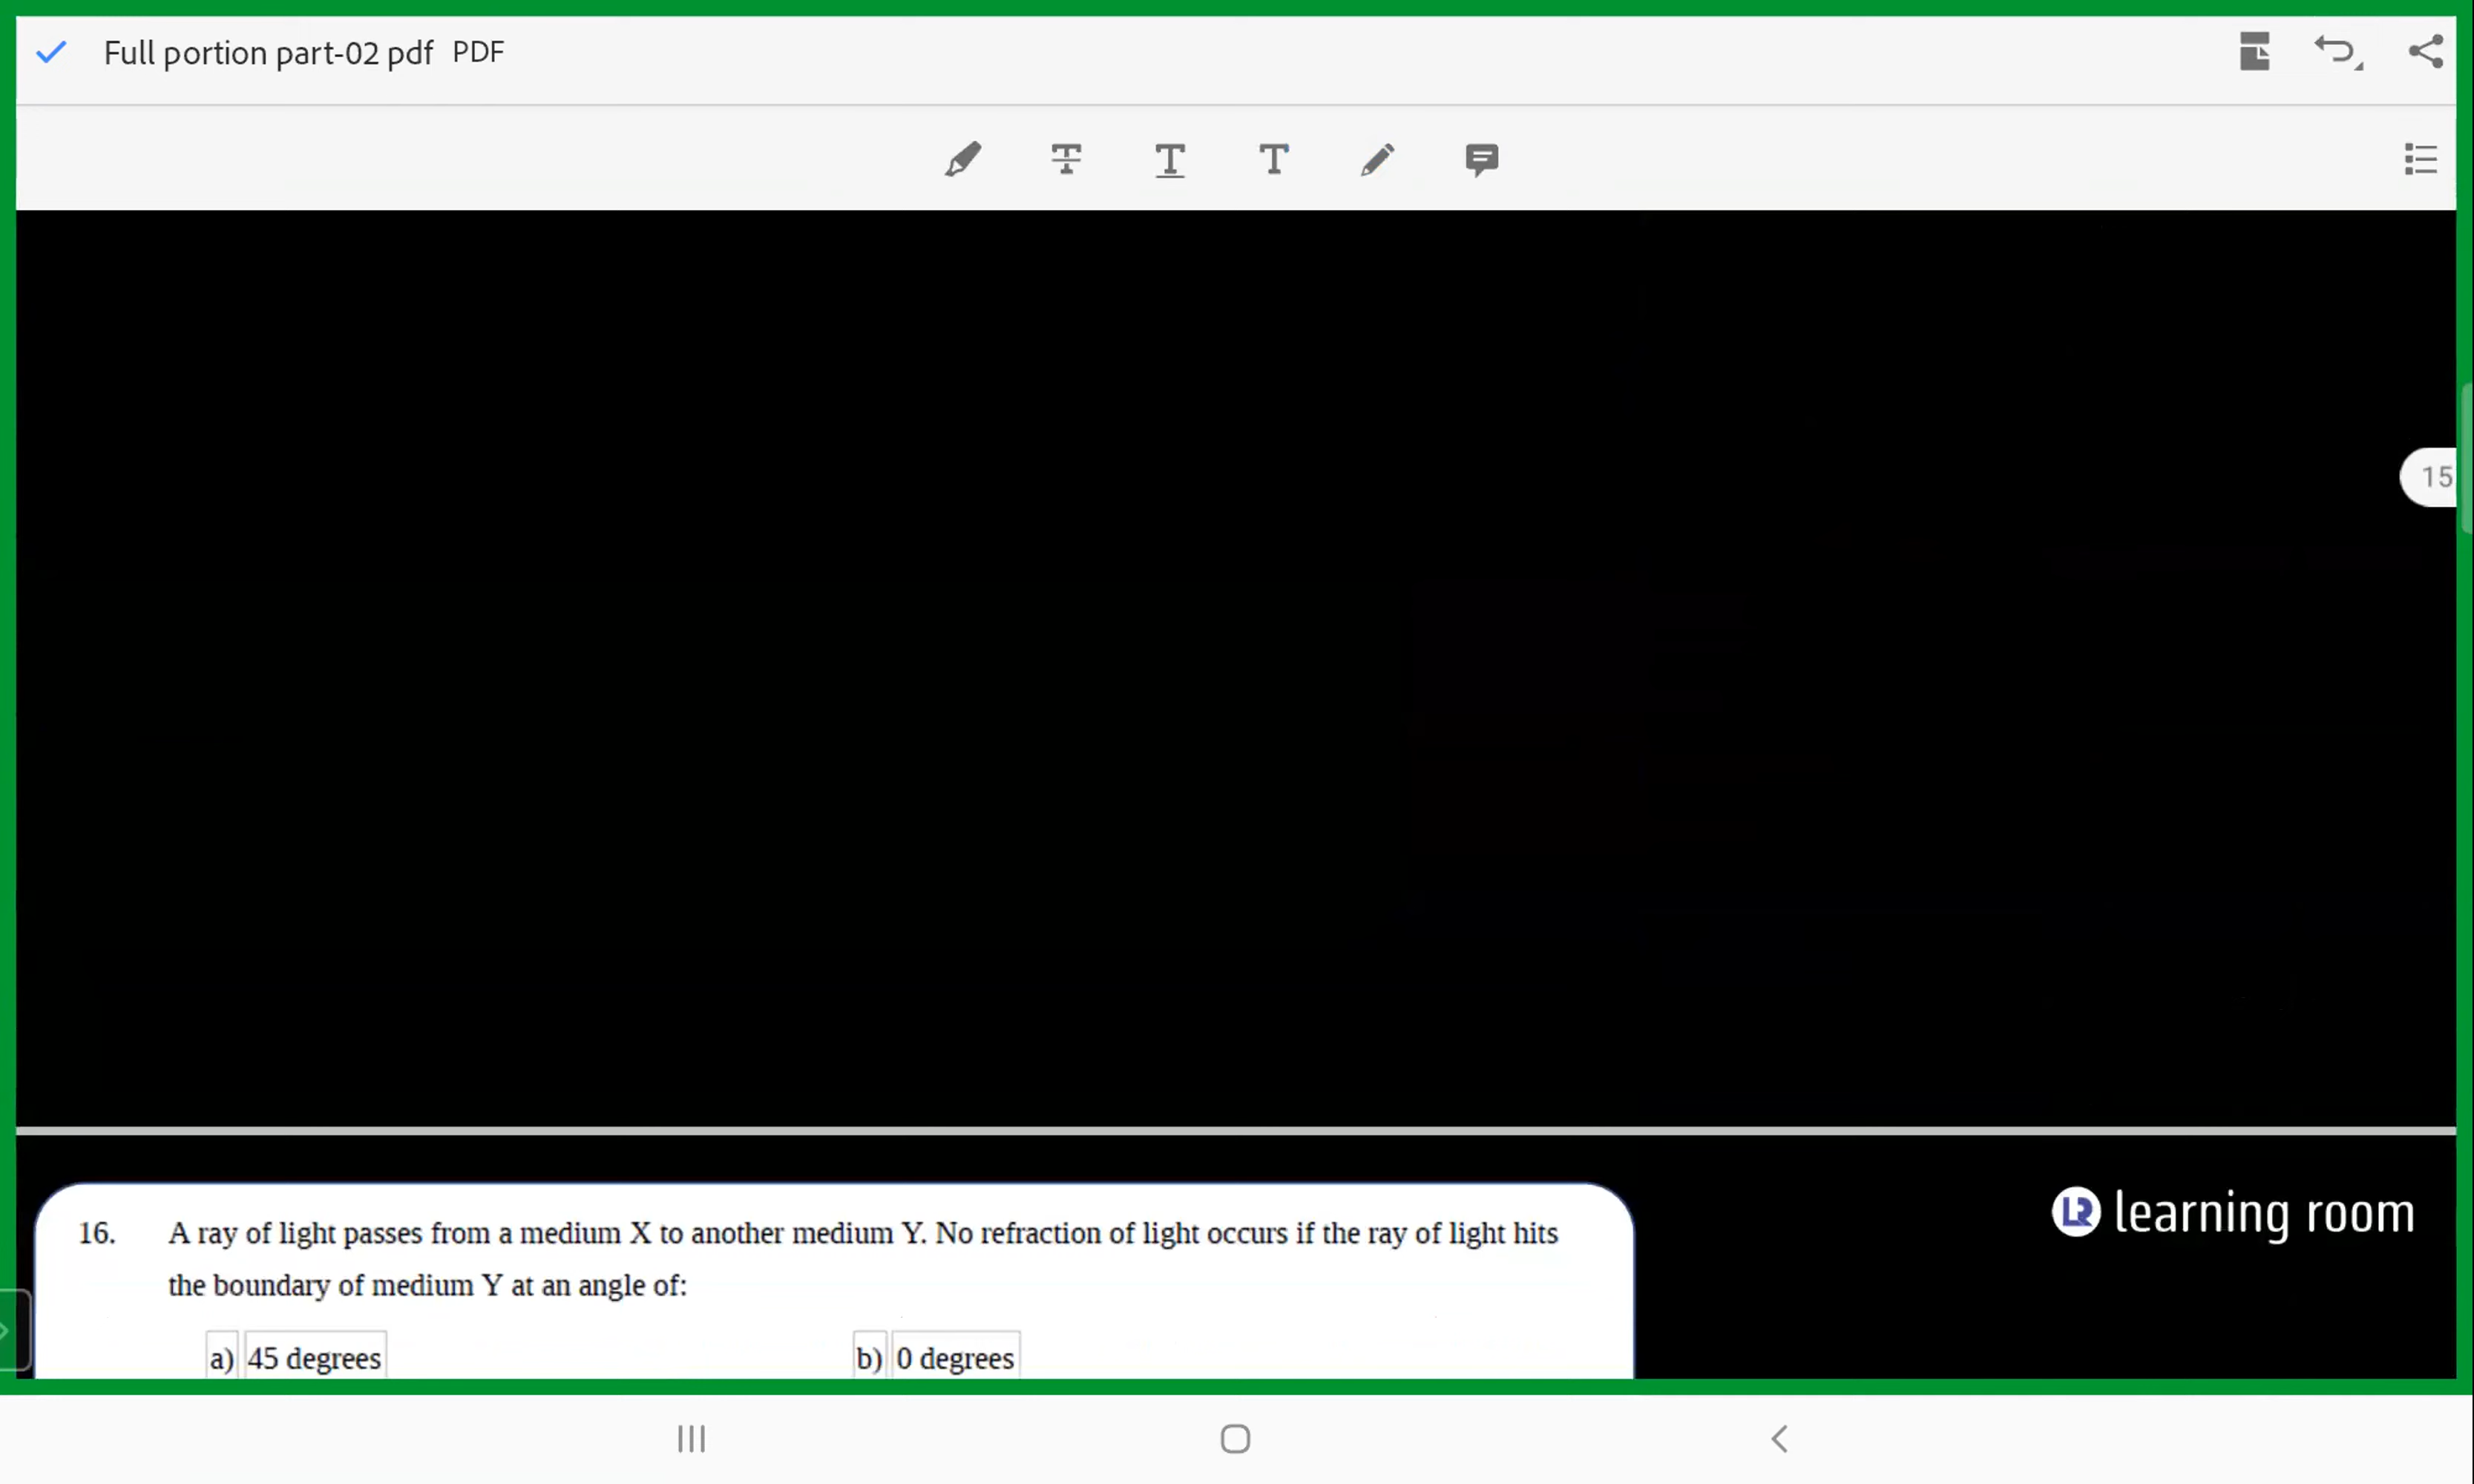 Full portion part-02 pdf PDF
15
learning room
16. A ray of light passes from a medium X to another medium Y. No refraction of light occurs if the ray of light hits
the boundary of medium Y at an angle of:
a) 45 degrees b) 0 degrees